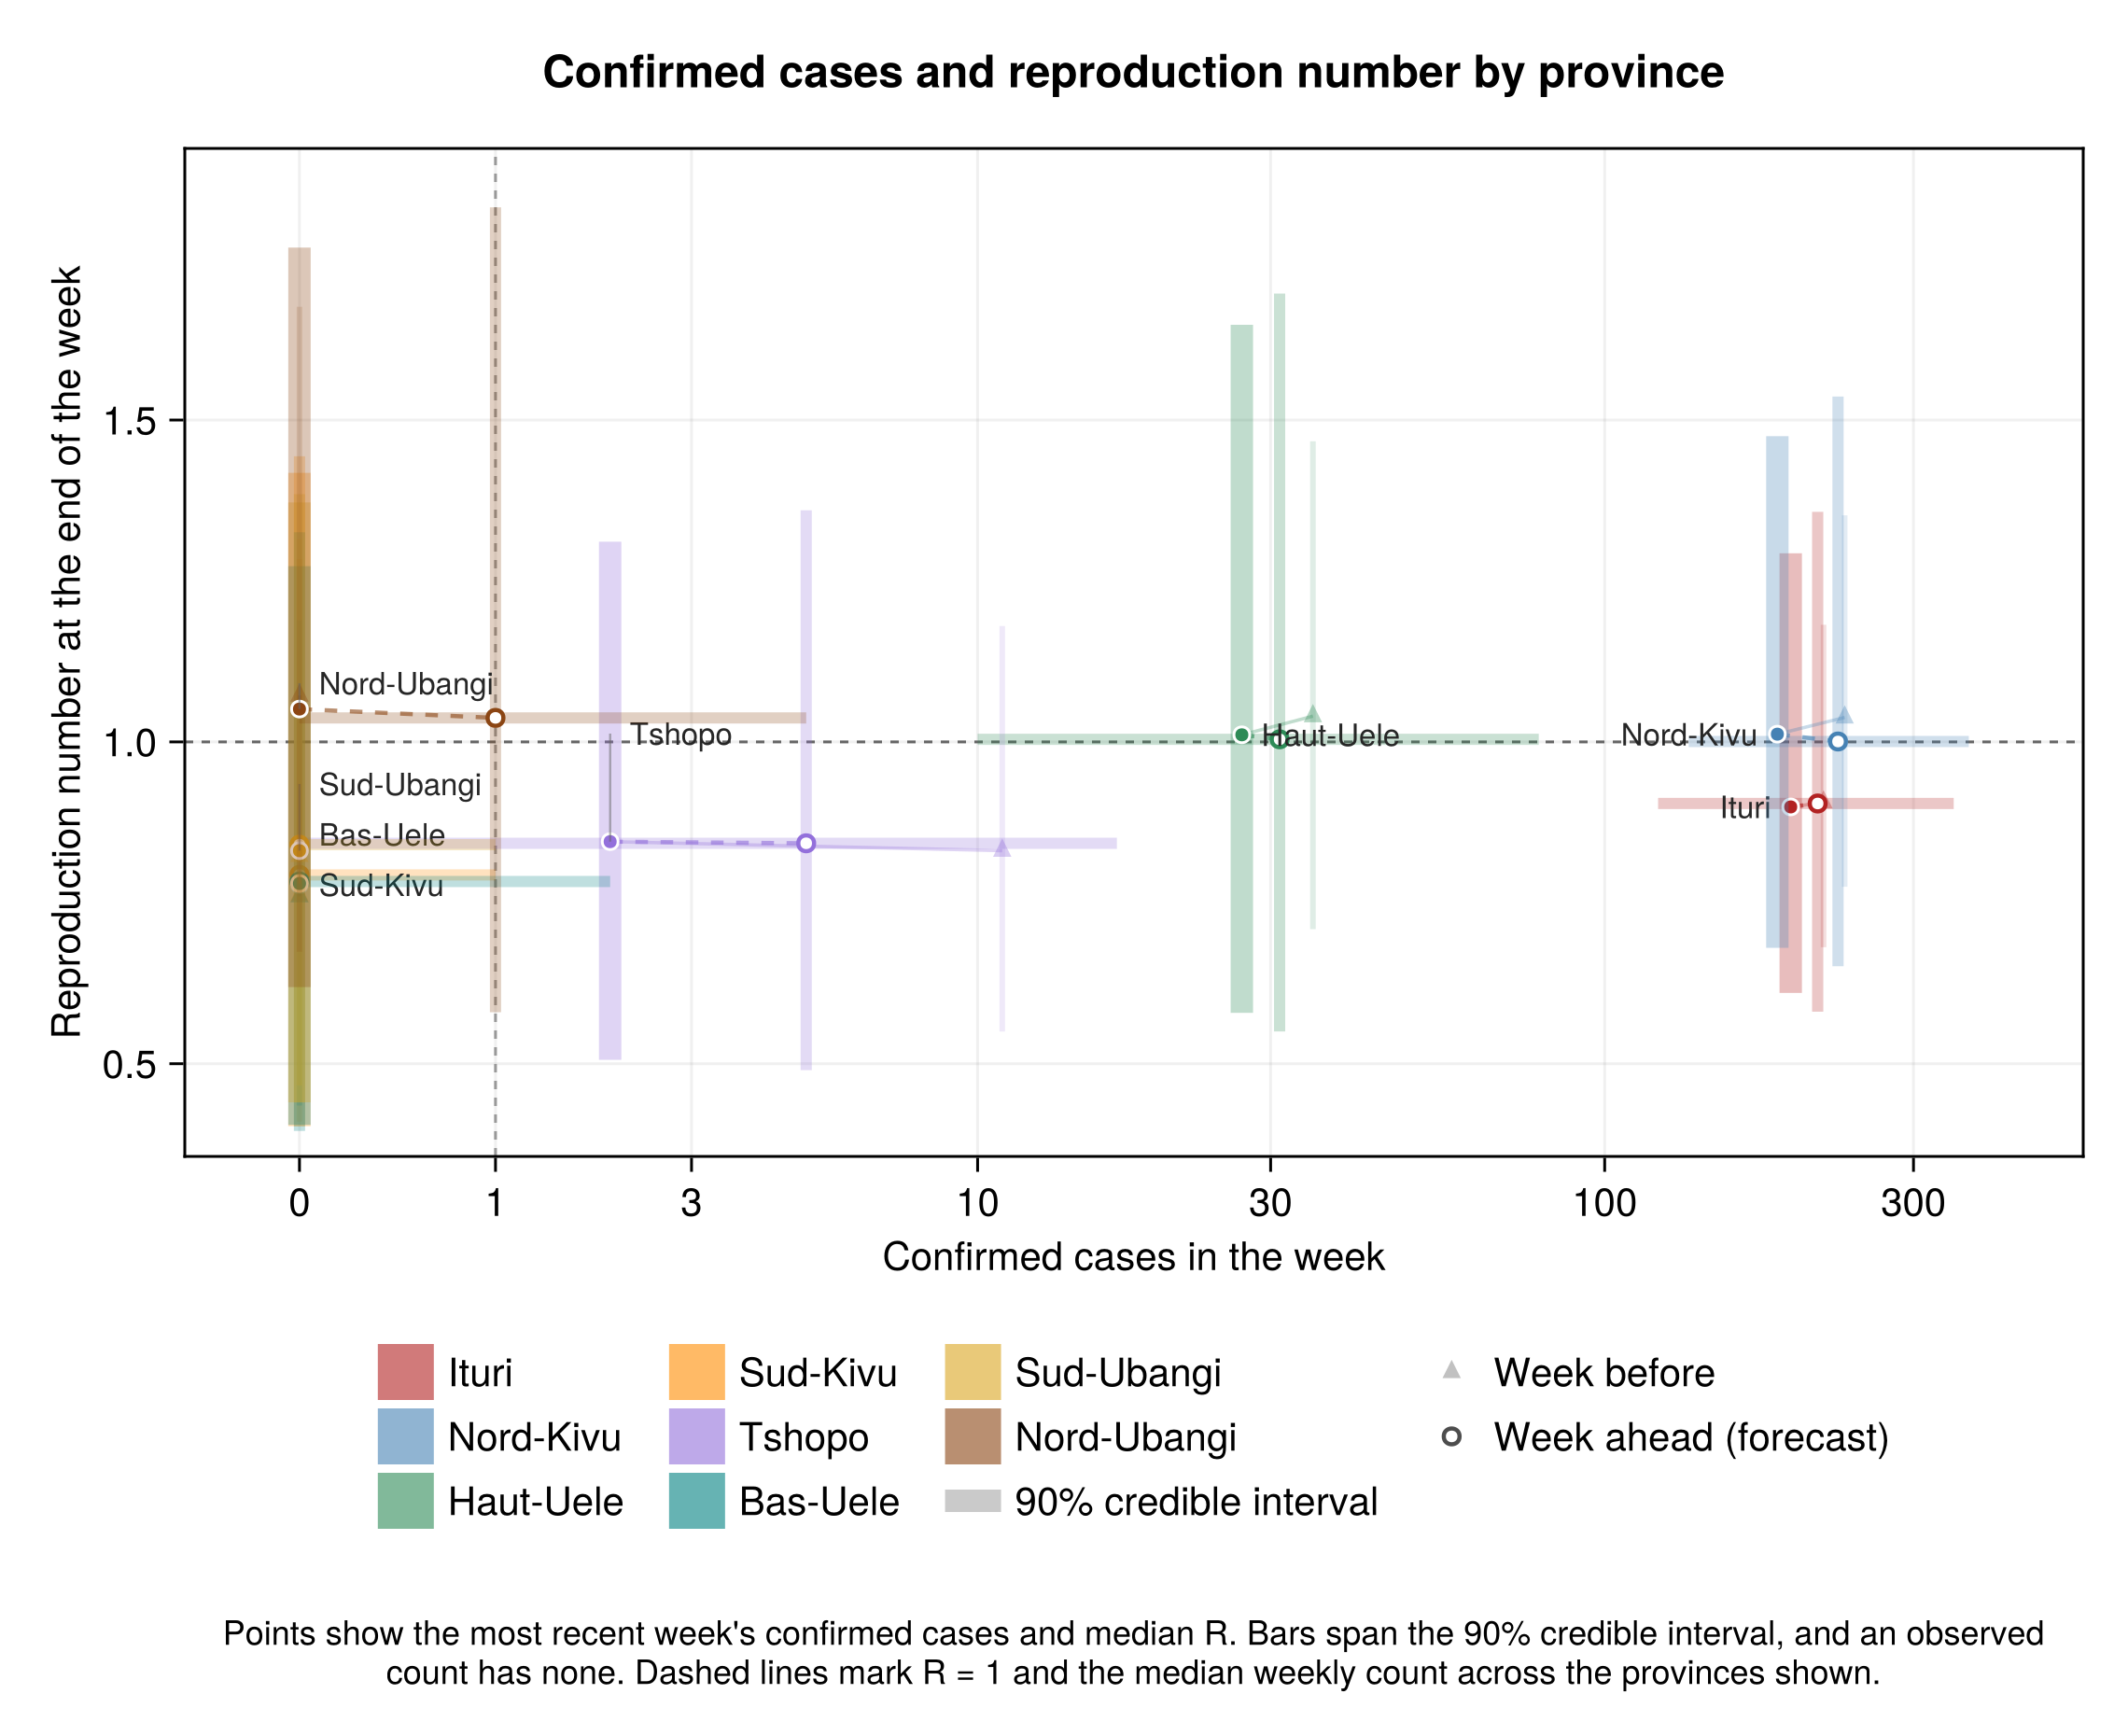 Confirmed cases and reproduction number by province
Reproduction number at the end of the week
1.5
1.0
0.5
Nord-Ubangi
Tshopo
Sud-Ubangi
Bas-Uele
Sud-Kivu
Haut-Uele
Nord-Kivu
Ituri
0 1 3 10 30 100 300
Confirmed cases in the week
Ituri Sud-Kivu Sud-Ubangi Week before
Nord-Kivu Tshopo Nord-Ubangi Week ahead (forecast)
Haut-Uele Bas-Uele 90% credible interval
Points show the most recent week's confirmed cases and median R. Bars span the 90% credible interval, and an observed
count has none. Dashed lines mark R = 1 and the median weekly count across the provinces shown.